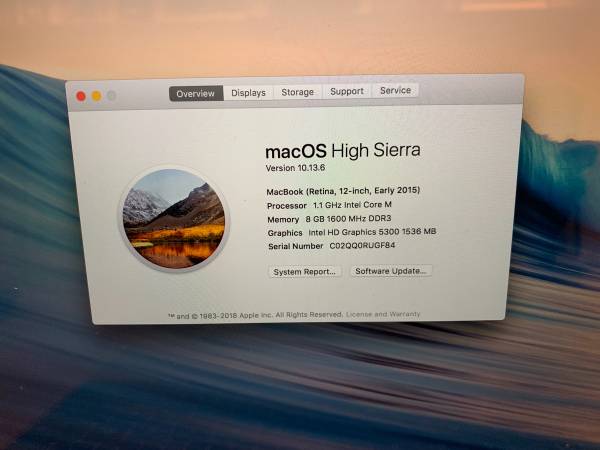 Overview Displays Storage Support Service
macOS High Sierra
Version 10.13.6
MacBook (Retina, 12-inch, Early 2015)
Processor 1.1 GHz Intel Core M
Memory 8 GB 1600 MHz DDR3
Graphics Intel HD Graphics 5300 1536 MB
Serial Number C02QQ0RUGF84
System Report... Software Update...
™ and © 1983-2018 Apple Inc. All Rights Reserved. License and Warranty